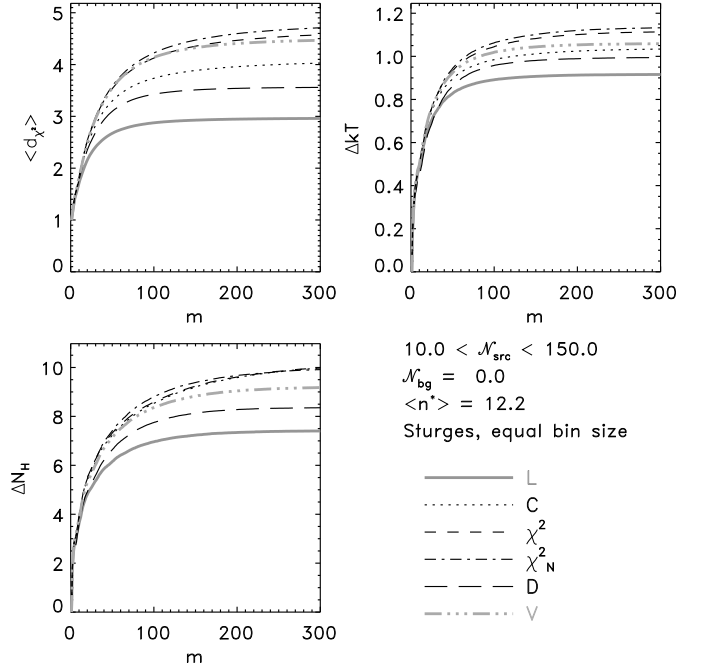 <d_χ²>
5
4
3
2
1
0
0 100 200 300
m
ΔkT
1.2
1.0
0.8
0.6
0.4
0.2
0.0
0 100 200 300
m
ΔN_H
10
8
6
4
2
0
0 100 200 300
m
10.0 < 𝒩_src < 150.0
𝒩_bg = 0.0
<n*> = 12.2
Sturges, equal bin size
L
C
χ²
χ²_N
D
V